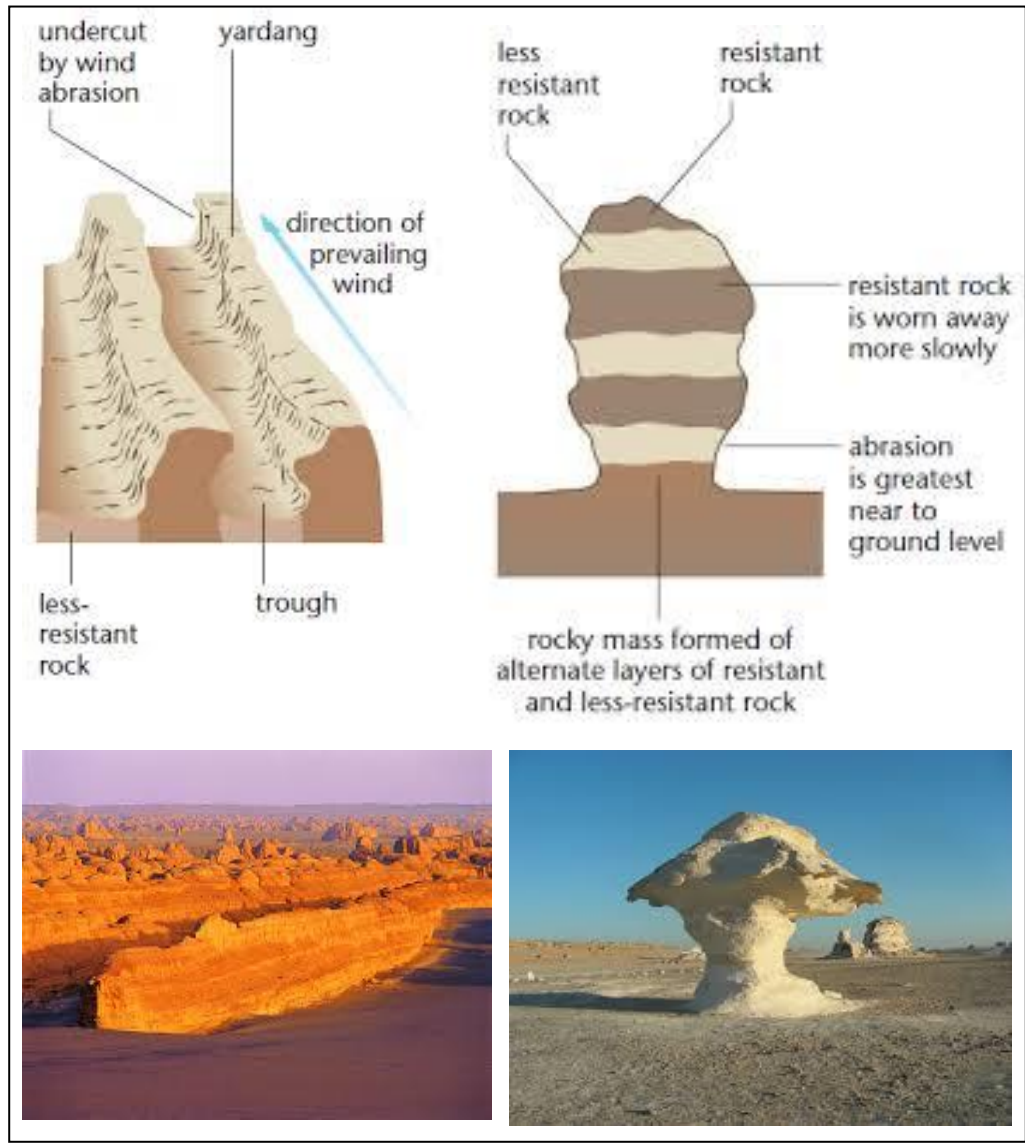 undercut
by wind
abrasion
yardang
direction of
prevailing
wind
less-
resistant
rock
trough
less
resistant
rock
resistant
rock
resistant rock
is worn away
more slowly
abrasion
is greatest
near to
ground level
rocky mass formed of
alternate layers of resistant
and less-resistant rock